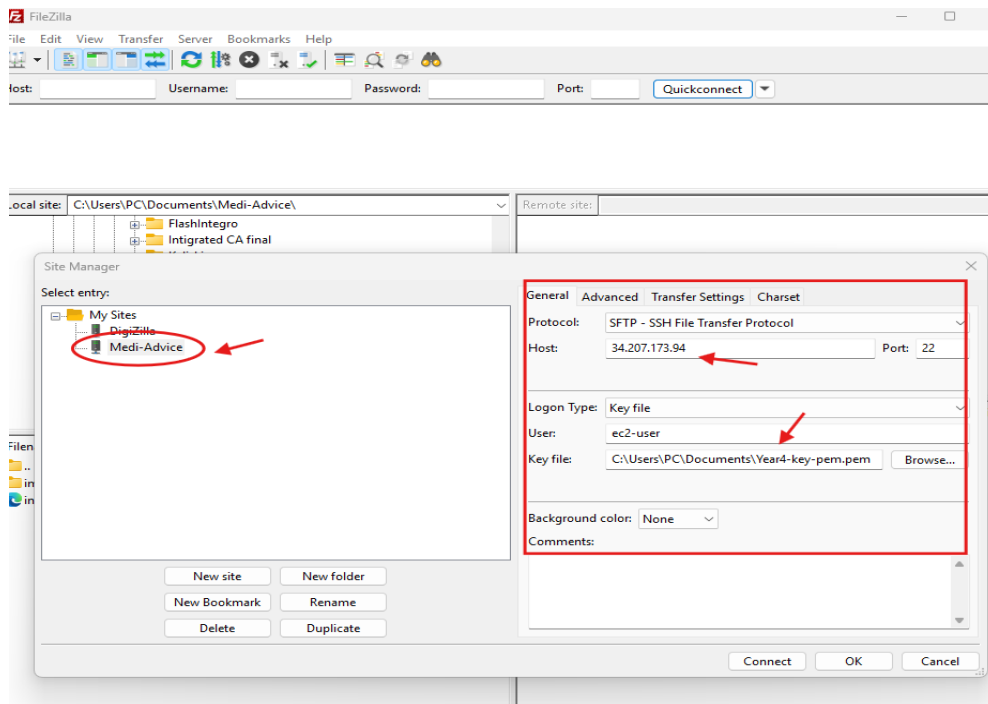 FileZilla
File Edit View Transfer Server Bookmarks Help
Host: Username: Password: Port: Quickconnect
Local site: C:\Users\PC\Documents\Medi-Advice\ Remote site:
FlashIntegro
Intigrated CA final
Site Manager
Select entry:
My Sites
DigiZilla
Medi-Advice
New site New folder
New Bookmark Rename
Delete Duplicate
General Advanced Transfer Settings Charset
Protocol: SFTP - SSH File Transfer Protocol
Host: 34.207.173.94 Port: 22
Logon Type: Key file
User: ec2-user
Key file: C:\Users\PC\Documents\Year4-key-pem.pem Browse...
Background color: None
Comments:
Filen
..
in
in
Connect OK Cancel